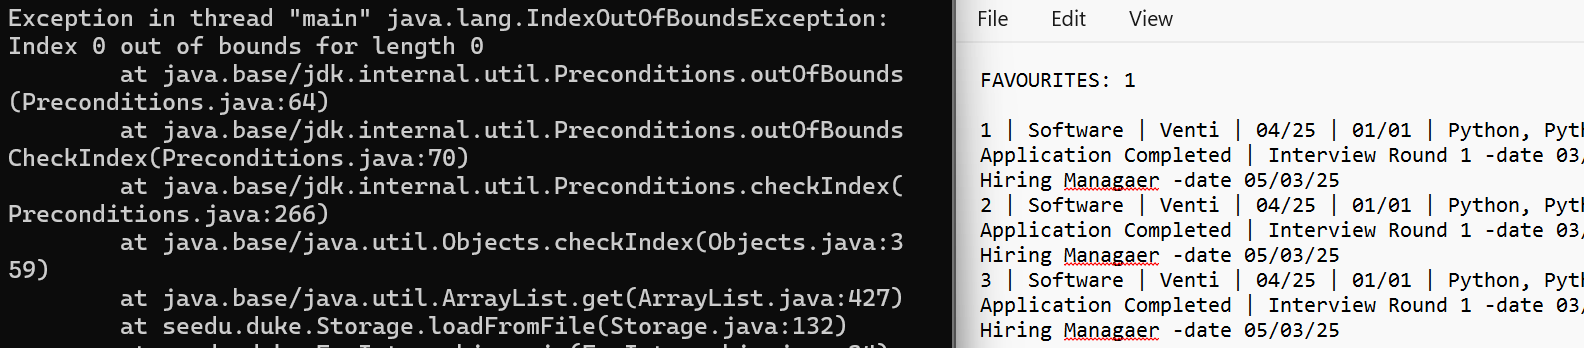 Exception in thread "main" java.lang.IndexOutOfBoundsException:
Index 0 out of bounds for length 0
at java.base/jdk.internal.util.Preconditions.outOfBounds
(Preconditions.java:64)
at java.base/jdk.internal.util.Preconditions.outOfBounds
CheckIndex(Preconditions.java:70)
at java.base/jdk.internal.util.Preconditions.checkIndex(
Preconditions.java:266)
at java.base/java.util.Objects.checkIndex(Objects.java:3
59)
at java.base/java.util.ArrayList.get(ArrayList.java:427)
at seedu.duke.Storage.loadFromFile(Storage.java:132)
File Edit View
FAVOURITES: 1
1 | Software | Venti | 04/25 | 01/01 | Python, Pyth
Application Completed | Interview Round 1 -date 03/
Hiring Managaer -date 05/03/25
2 | Software | Venti | 04/25 | 01/01 | Python, Pyth
Application Completed | Interview Round 1 -date 03/
Hiring Managaer -date 05/03/25
3 | Software | Venti | 04/25 | 01/01 | Python, Pyth
Application Completed | Interview Round 1 -date 03/
Hiring Managaer -date 05/03/25